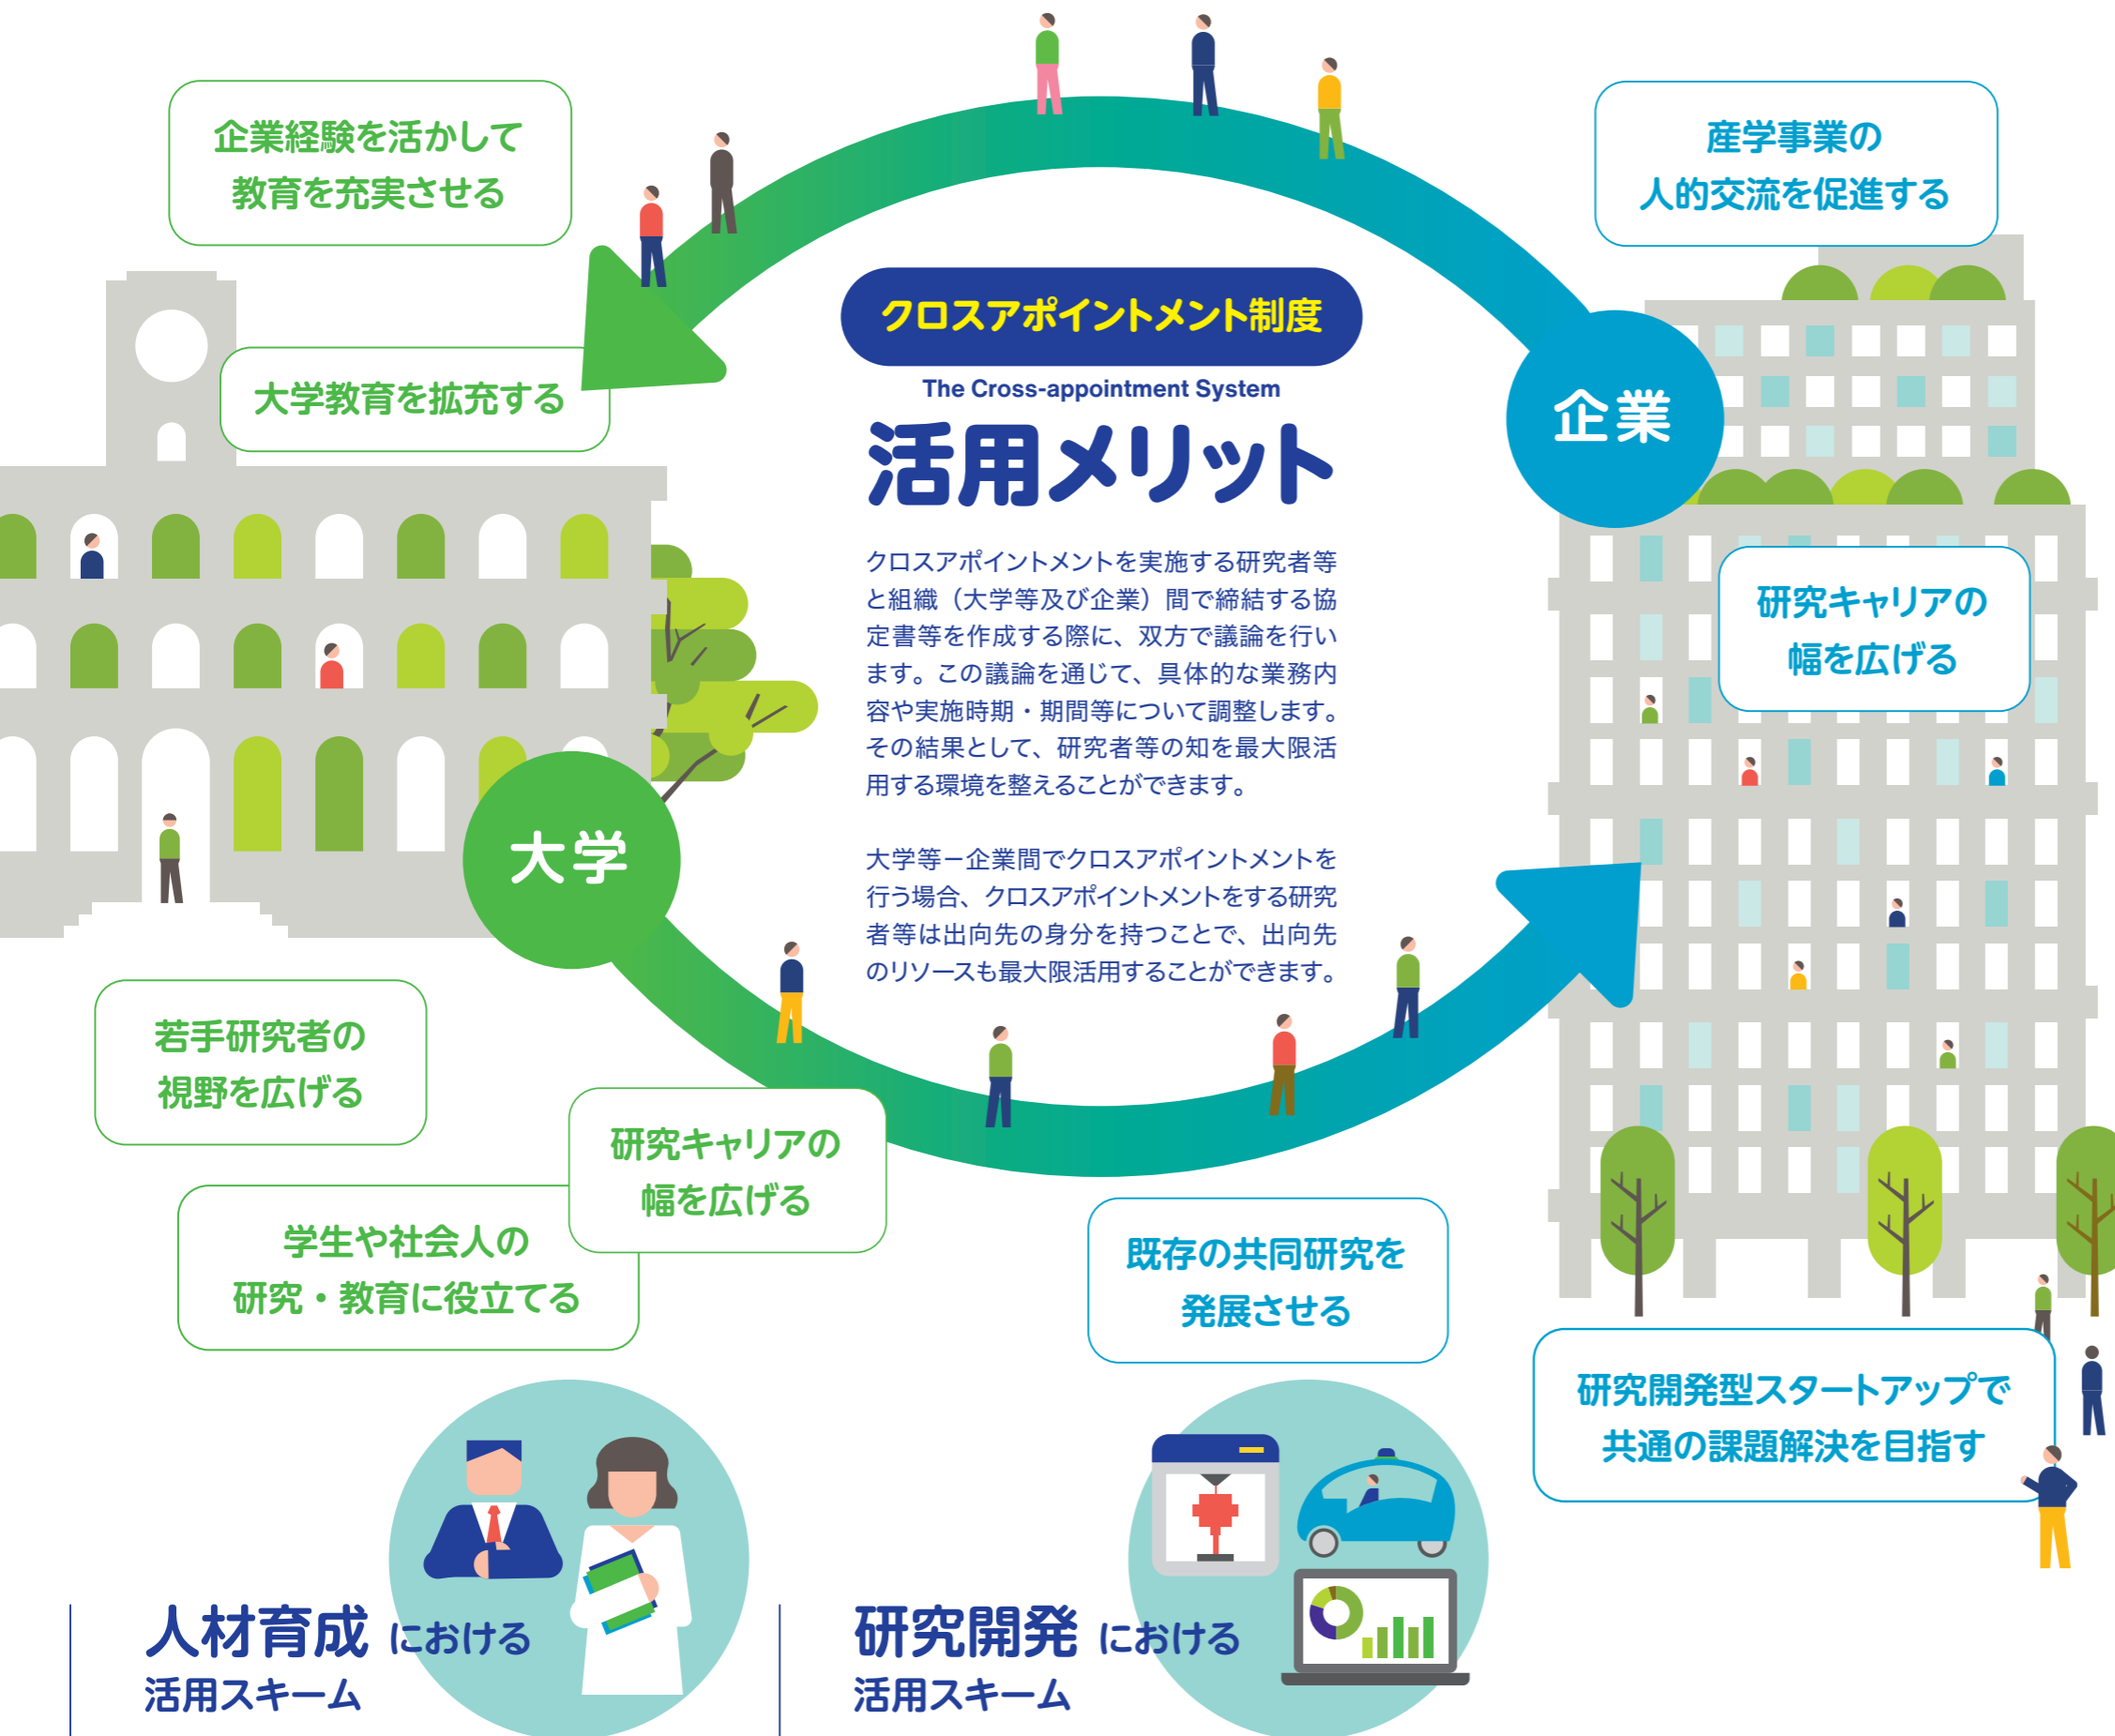 企業経験を活かして
教育を充実させる
産学事業の
人的交流を促進する
大学教育を拡充する
クロスアポイントメント制度
The Cross-appointment System
活用メリット
企業
クロスアポイントメントを実施する研究者等
と組織（大学等及び企業）間で締結する協
定書等を作成する際に、双方で議論を行い
ます。この議論を通じて、具体的な業務内
容や実施時期・期間等について調整します。
その結果として、研究者等の知を最大限活
用する環境を整えることができます。
大学等ー企業間でクロスアポイントメントを
行う場合、クロスアポイントメントをする研究
者等は出向先の身分を持つことで、出向先
のリソースも最大限活用することができます。
研究キャリアの
幅を広げる
大学
若手研究者の
視野を広げる
研究キャリアの
幅を広げる
学生や社会人の
研究・教育に役立てる
既存の共同研究を
発展させる
研究開発型スタートアップで
共通の課題解決を目指す
人材育成 における
活用スキーム
研究開発 における
活用スキーム